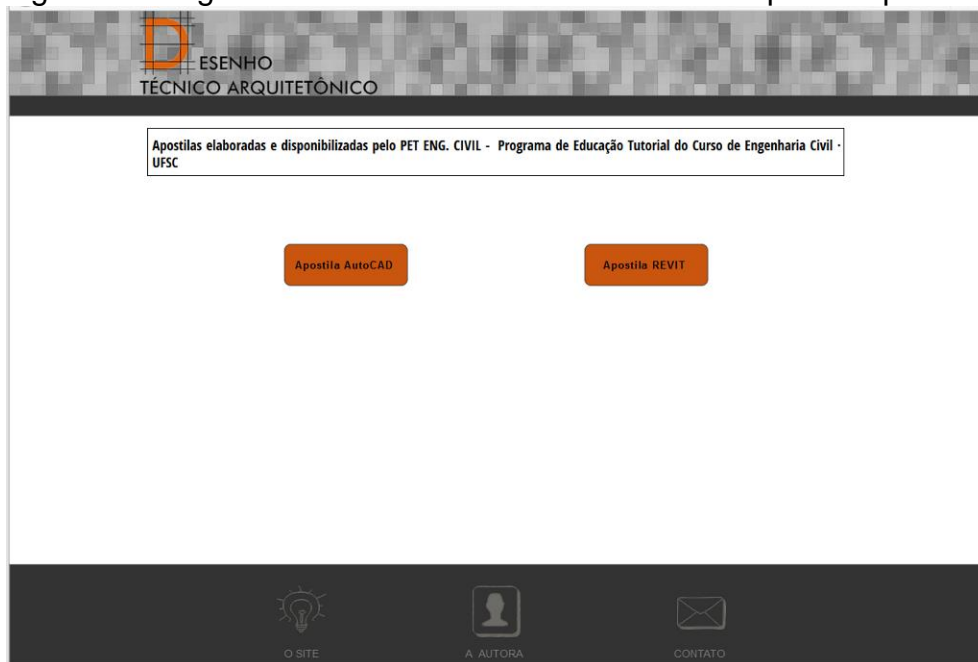 DESENHO
TÉCNICO ARQUITETÔNICO
Apostilas elaboradas e disponibilizadas pelo PET ENG. CIVIL - Programa de Educação Tutorial do Curso de Engenharia Civil -
UFSC
Apostila AutoCAD
Apostila REVIT
O SITE
A AUTORA
CONTATO